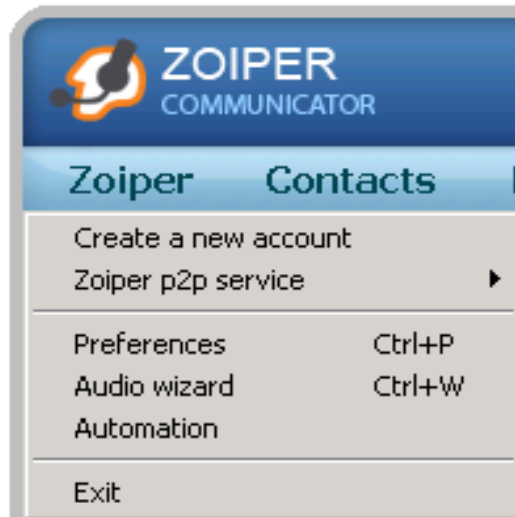 ZOIPER
COMMUNICATOR
Zoiper Contacts
Create a new account
Zoiper p2p service
Preferences Ctrl+P
Audio wizard Ctrl+W
Automation
Exit